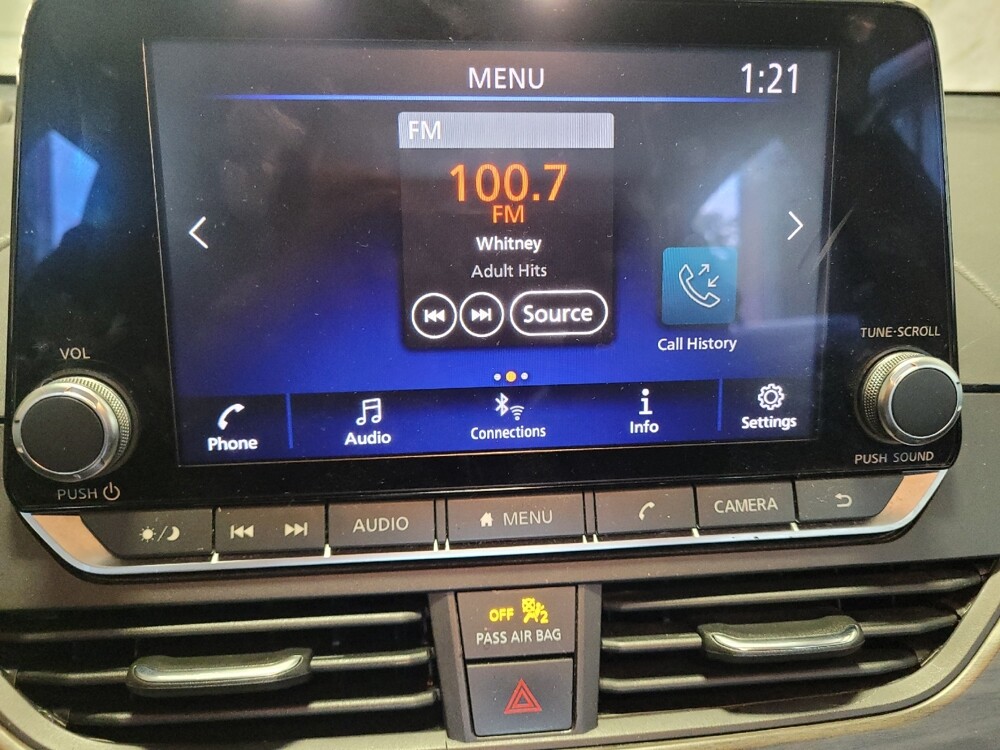 MENU
1:21
FM
100.7
FM
Whitney
Adult Hits
Source
Call History
VOL
TUNE·SCROLL
Phone
Audio
Connections
Info
Settings
PUSH
PUSH SOUND
AUDIO
MENU
CAMERA
OFF 2
PASS AIR BAG